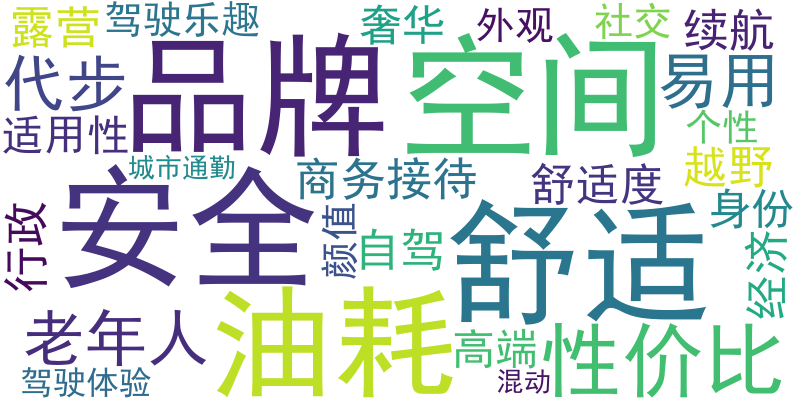 露营
驾驶乐趣
奢华
外观
社交
续航
代步
品牌
空间
易用
适用性
城市通勤
商务接待
舒适度
个性
越野
安全
行政
颜值
自驾
舒适
身份
经济
老年人
油耗
高端
性价比
驾驶体验
混动